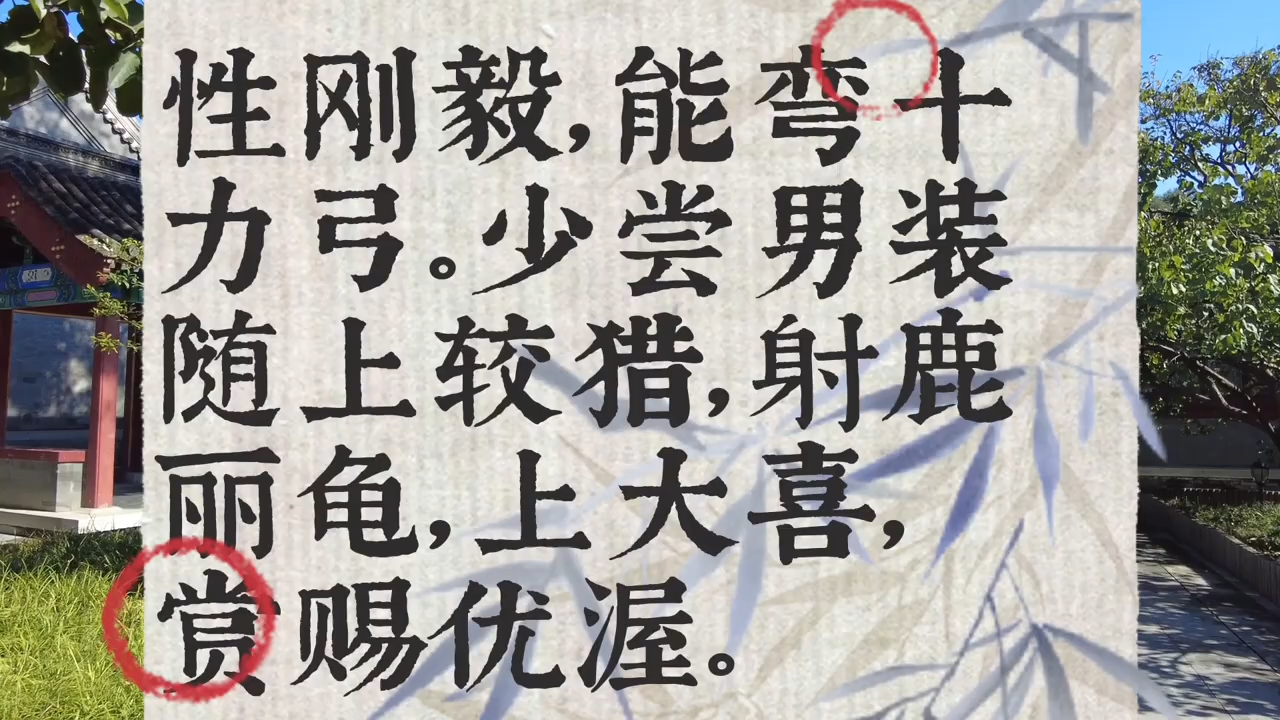 性刚毅,能弯十
力弓。少尝男装
随上较猎,射鹿
丽龟,上大喜,
赏赐优渥。